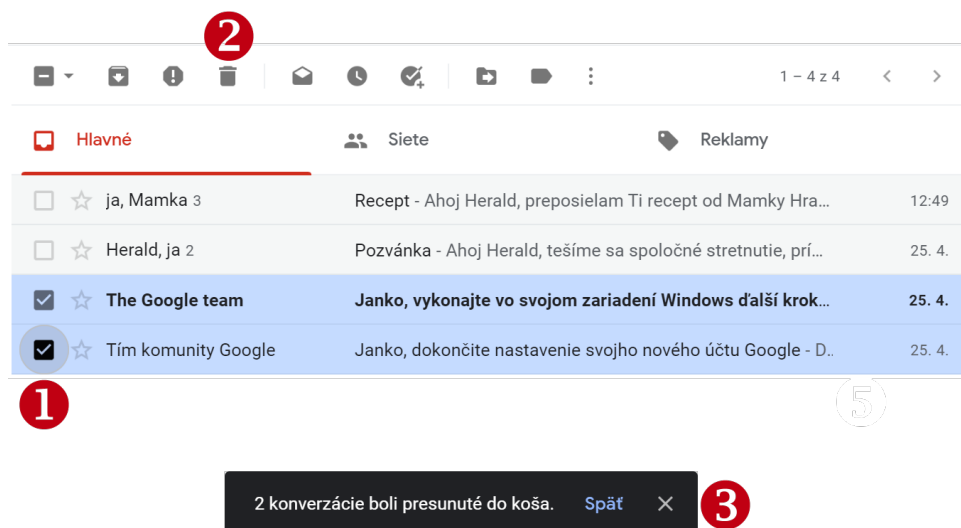 2
1 – 4 z 4
Hlavné Siete Reklamy
ja, Mamka 3 Recept - Ahoj Herald, preposielam Ti recept od Mamky Hra... 12:49
Herald, ja 2 Pozvánka - Ahoj Herald, tešíme sa spoločné stretnutie, prí... 25. 4.
The Google team Janko, vykonajte vo svojom zariadení Windows ďalší krok... 25. 4.
Tím komunity Google Janko, dokončite nastavenie svojho nového účtu Google - D.. 25. 4.
1 5
2 konverzácie boli presunuté do koša. Späť 3